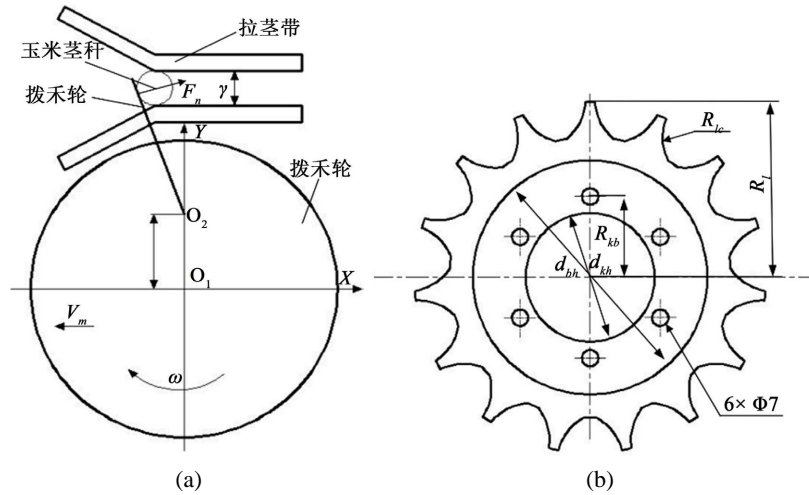 拉茎带
玉米茎秆
拨禾轮
F_n
γ
Y
拨禾轮
O_2
O_1
X
V_m
ω
(a)
R_lc
R_l
R_kb
d_bh
d_kh
6× Φ7
(b)